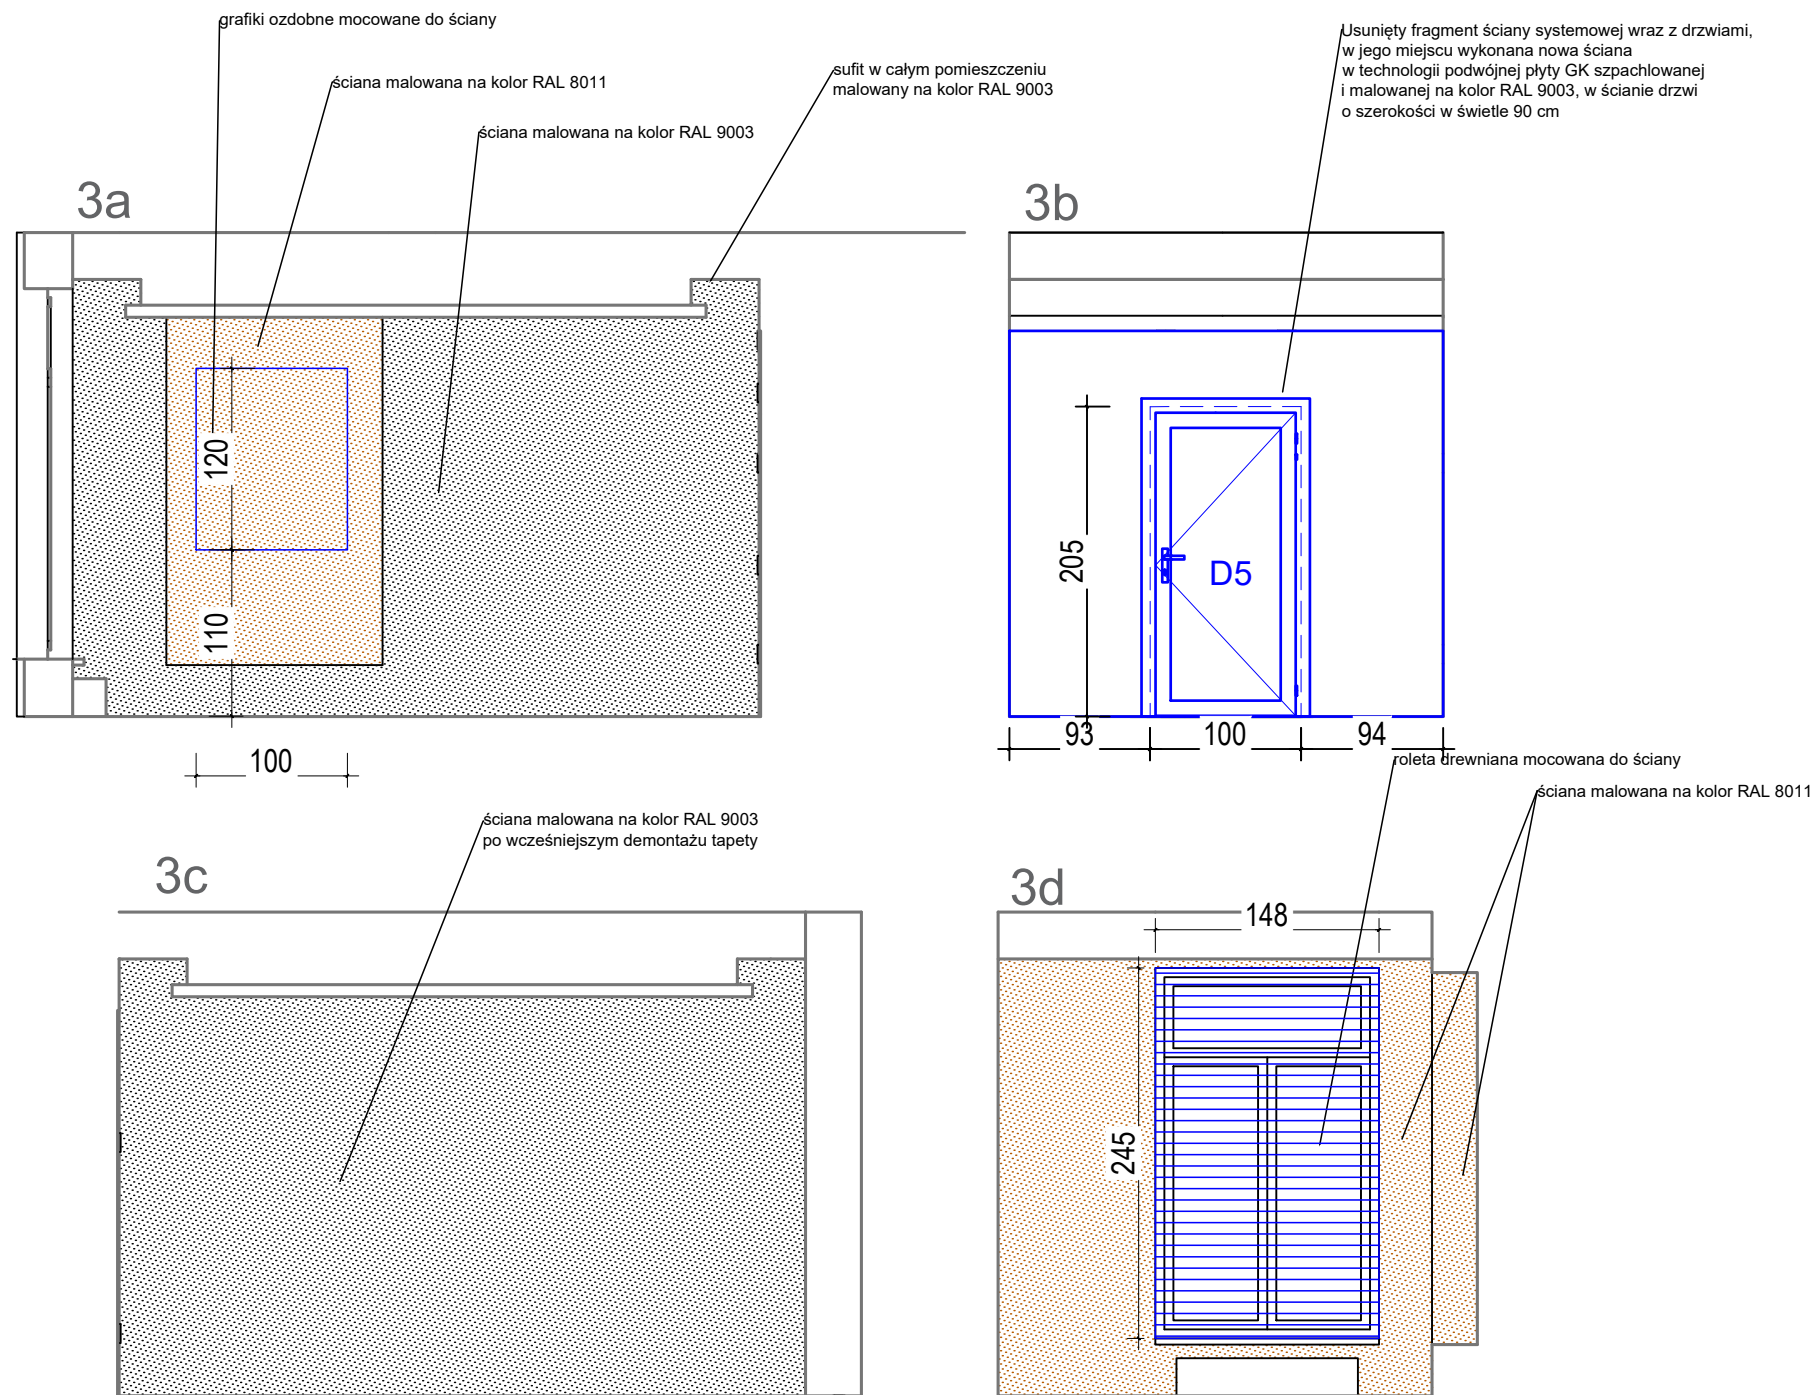 grafiki ozdobne mocowane do ściany
ściana malowana na kolor RAL 8011
ściana malowana na kolor RAL 9003
sufit w całym pomieszczeniu
malowany na kolor RAL 9003
Usunięty fragment ściany systemowej wraz z drzwiami,
w jego miejscu wykonana nowa ściana
w technologii podwójnej płyty GK szpachlowanej
i malowanej na kolor RAL 9003, w ścianie drzwi
o szerokości w świetle 90 cm
3a
120
110
100
3b
205
D5
93
100
94
ściana malowana na kolor RAL 9003
po wcześniejszym demontażu tapety
3c
roleta drewniana mocowana do ściany
ściana malowana na kolor RAL 8011
3d
148
245